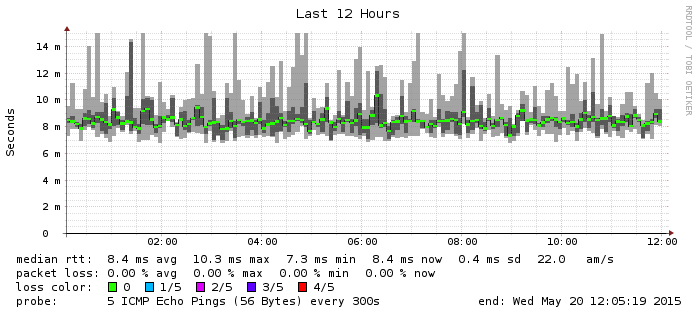 Last 12 Hours
RRDTOOL / TOBI OETIKER
Seconds
14 m
12 m
10 m
8 m
6 m
4 m
2 m
0
02:00 04:00 06:00 08:00 10:00 12:00
median rtt: 8.4 ms avg 10.3 ms max 7.3 ms min 8.4 ms now 0.4 ms sd 22.0 am/s
packet loss: 0.00 % avg 0.00 % max 0.00 % min 0.00 % now
loss color: 0 1/5 2/5 3/5 4/5
probe: 5 ICMP Echo Pings (56 Bytes) every 300s end: Wed May 20 12:05:19 2015